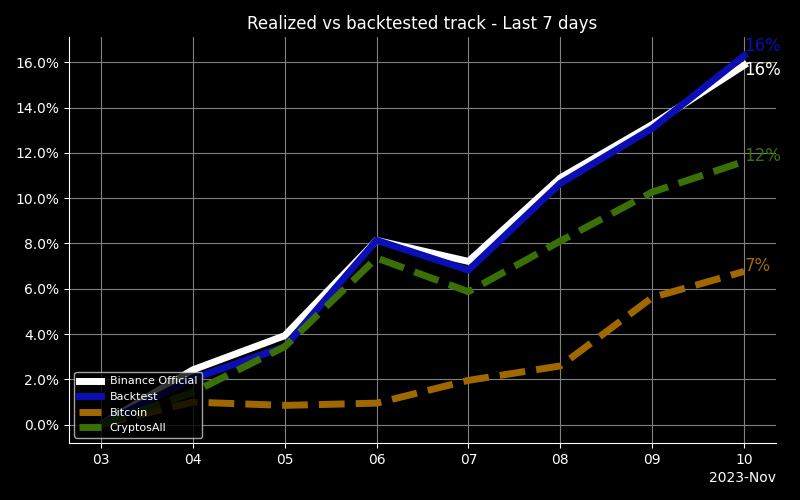 Realized vs backtested track - Last 7 days
16%
16%
12%
7%
16.0%
14.0%
12.0%
10.0%
8.0%
6.0%
4.0%
2.0%
0.0%
Binance Official
Backtest
Bitcoin
CryptosAll
03 04 05 06 07 08 09 10
2023-Nov